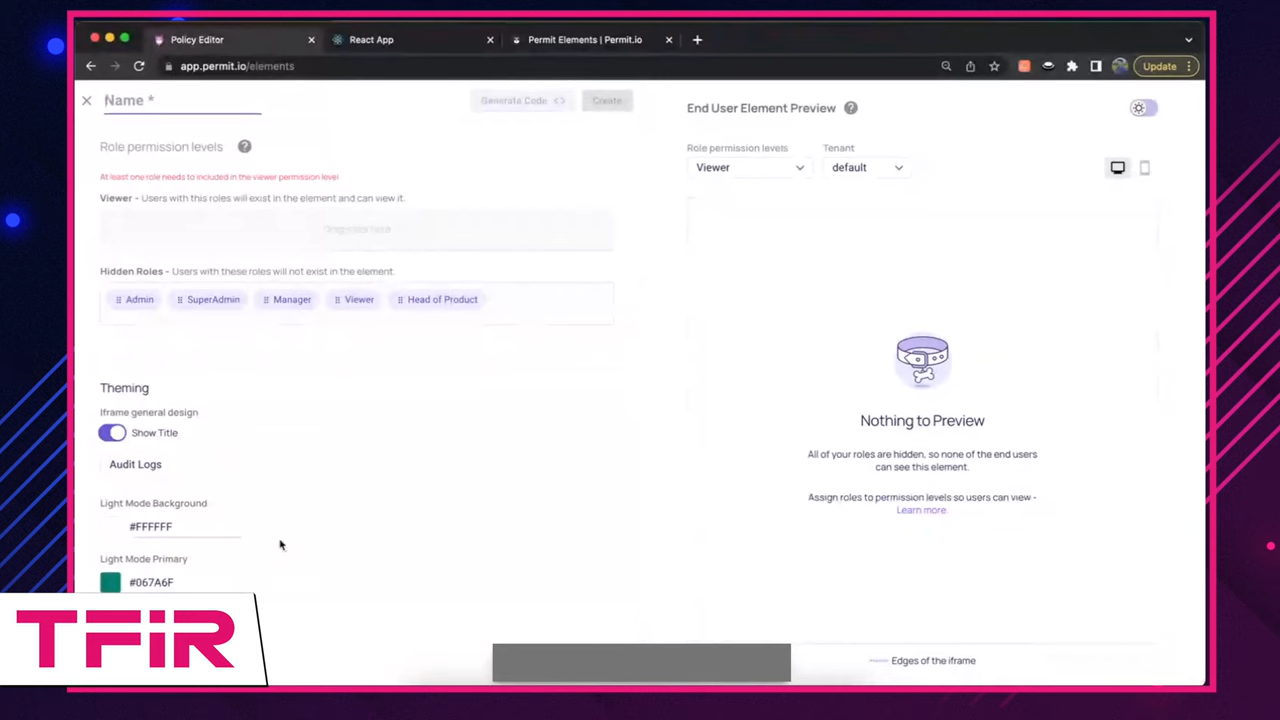 Policy Editor
React App
Permit Elements | Permit.io
app.permit.io/elements
Update
Name *
Generate Code <>
Create
Role permission levels
At least one role needs to included in the viewer permission level
Viewer - Users with this roles will exist in the element and can view it.
Drag roles here
Hidden Roles - Users with these roles will not exist in the element.
Admin
SuperAdmin
Manager
Viewer
Head of Product
Theming
Iframe general design
Show Title
Audit Logs
Light Mode Background
#FFFFFF
Light Mode Primary
#067A6F
End User Element Preview
Role permission levels
Tenant
Viewer
default
Nothing to Preview
All of your roles are hidden, so none of the end users
can see this element.
Assign roles to permission levels so users can view -
Learn more.
Edges of the iframe
TFiR